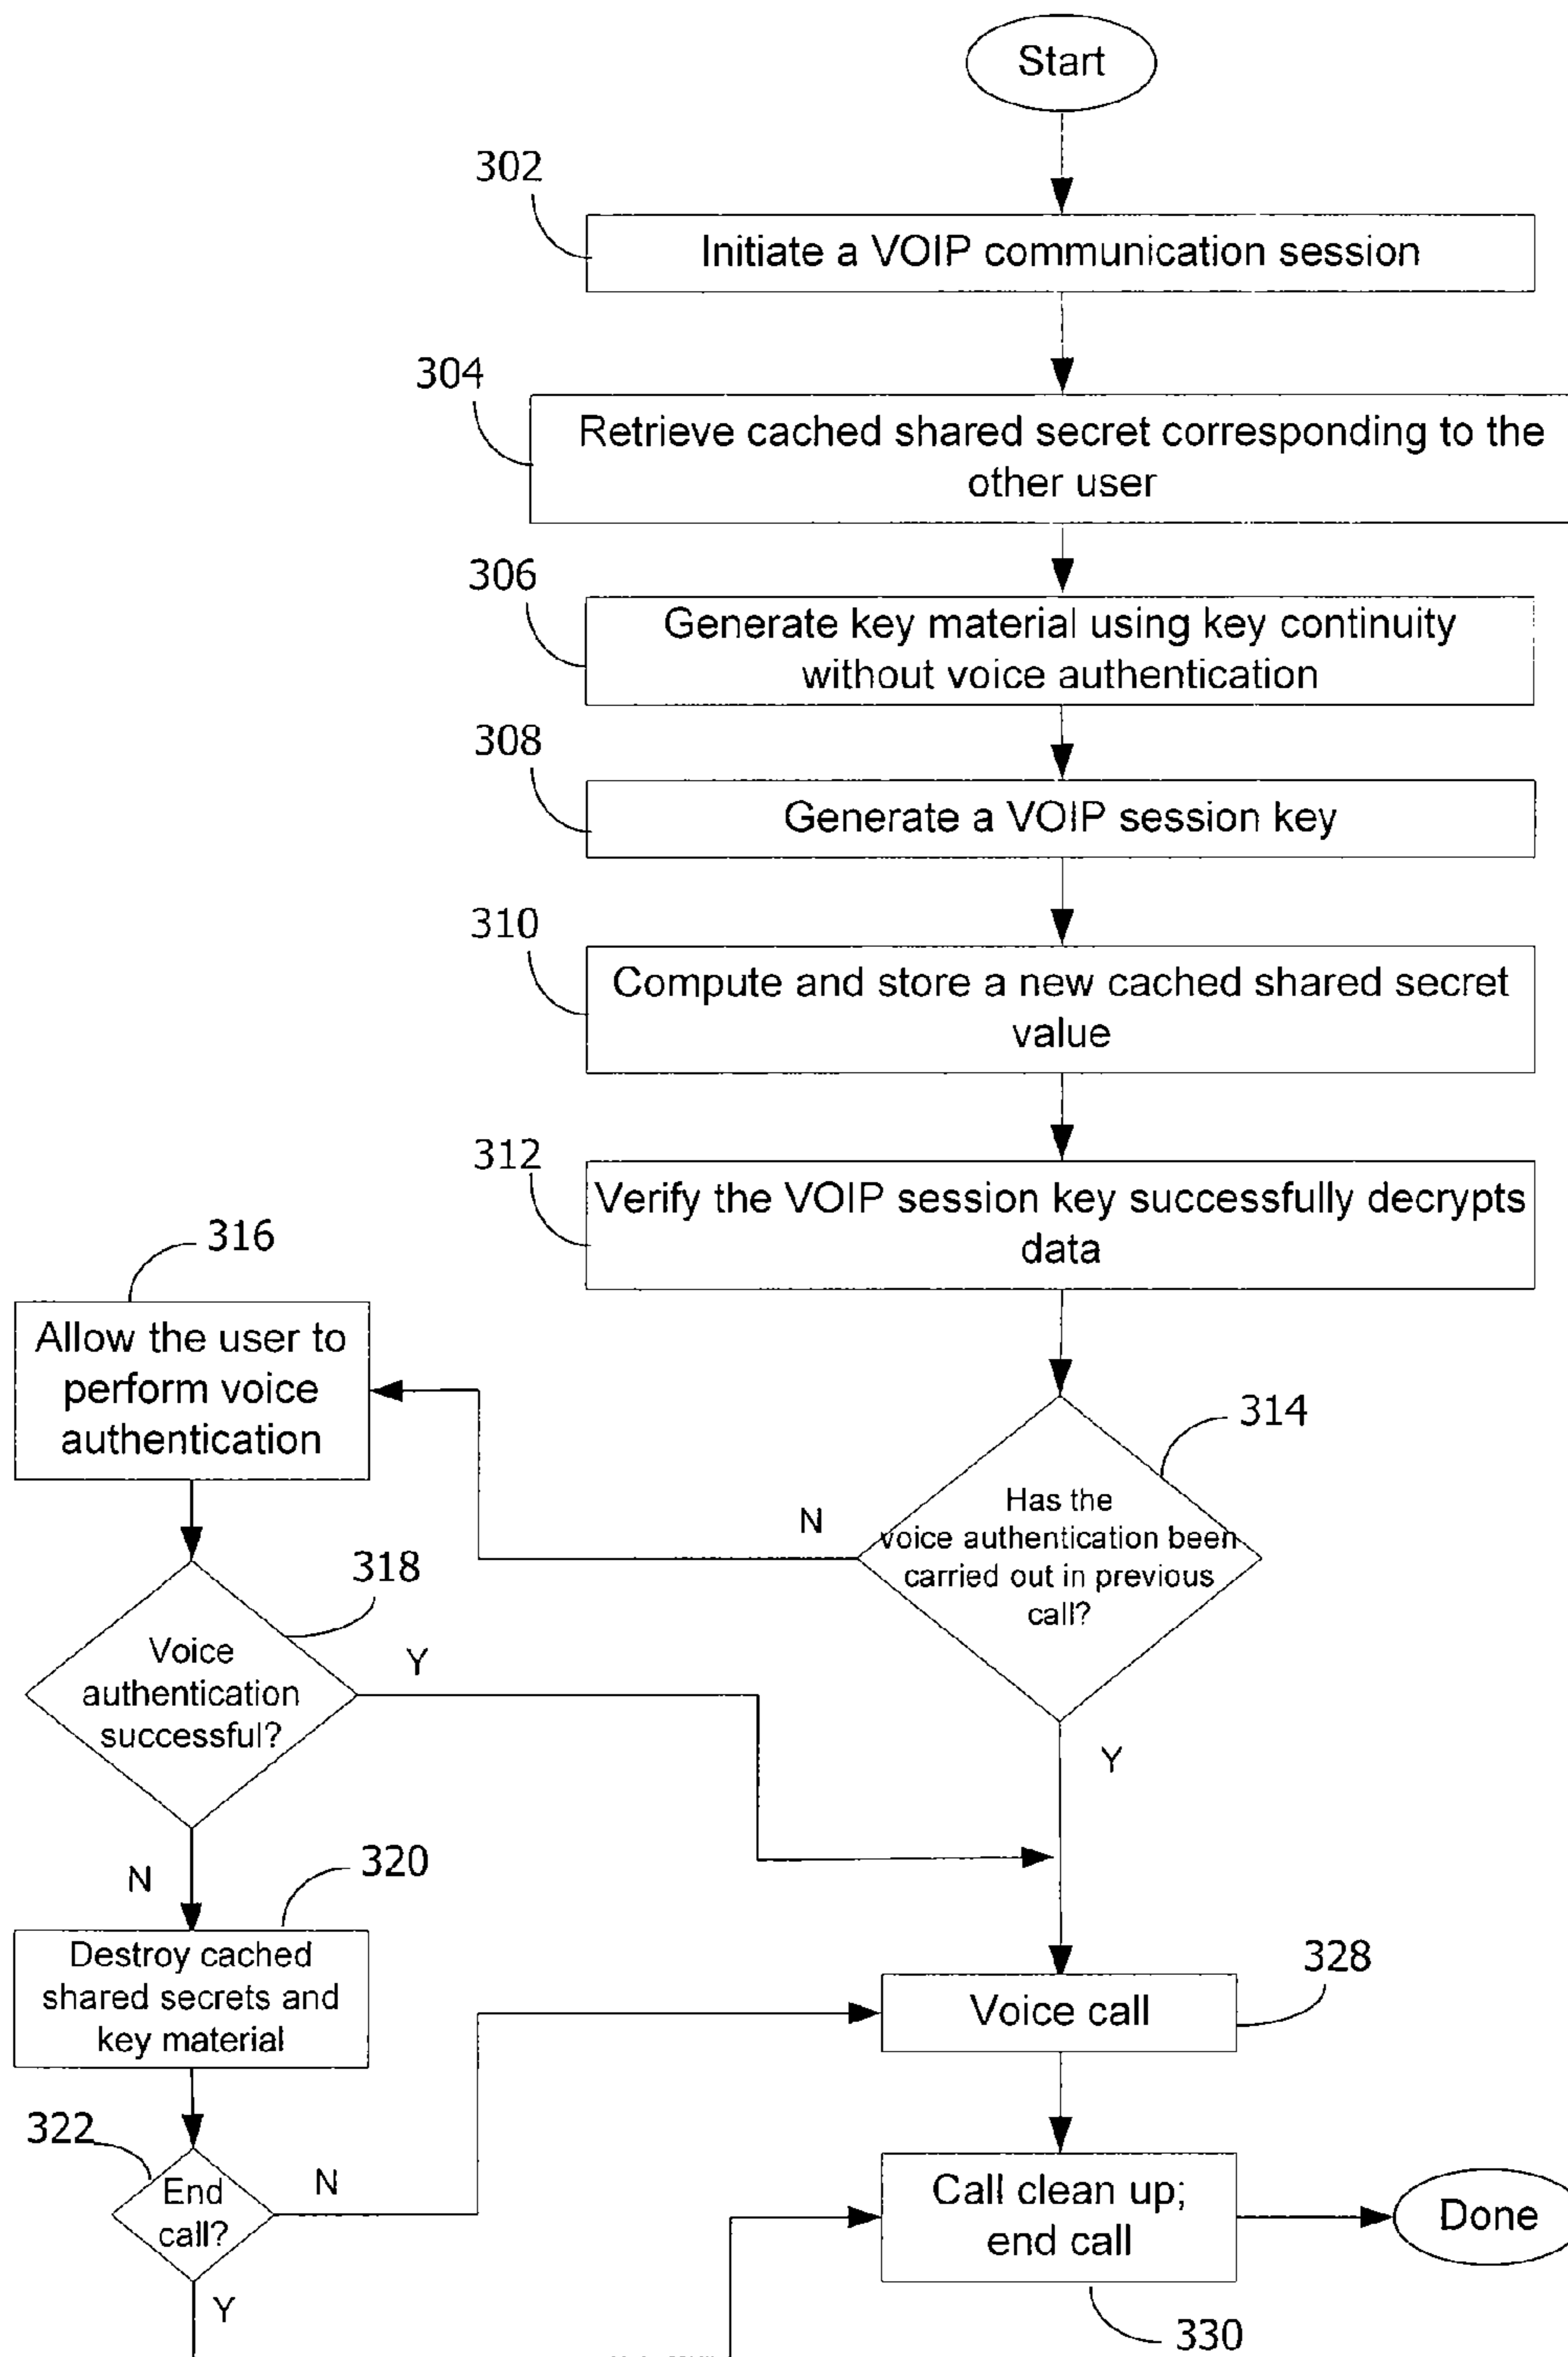 Start
302
Initiate a VOIP communication session
304
Retrieve cached shared secret corresponding to the
other user
306
Generate key material using key continuity
without voice authentication
308
Generate a VOIP session key
310
Compute and store a new cached shared secret
value
312
Verify the VOIP session key successfully decrypts
data
316
Allow the user to
perform voice
authentication
314
Has the
voice authentication been
carried out in previous
call?
N
318
Voice
authentication
successful?
Y
Y
N
320
Destroy cached
shared secrets and
key material
328
Voice call
322
End
call?
N
Call clean up;
end call
Done
Y
330